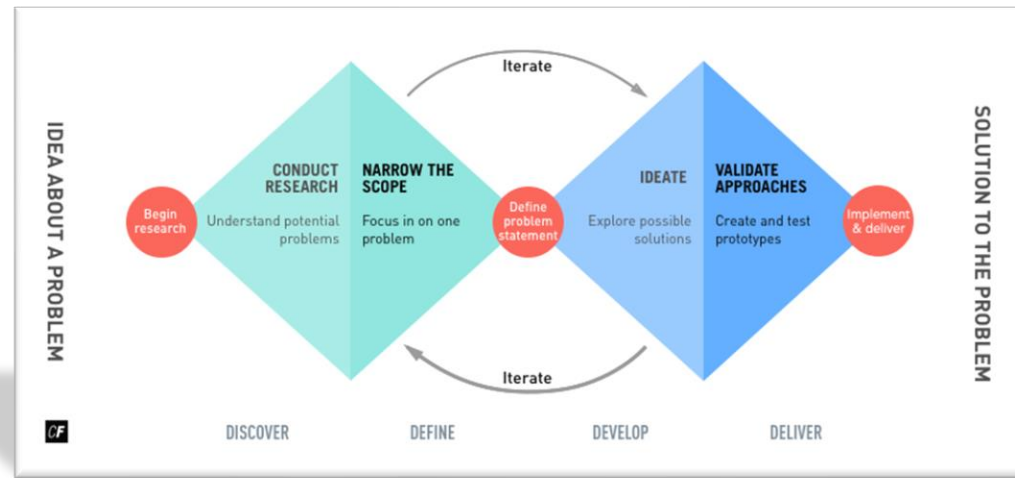 IDEA ABOUT A PROBLEM
Begin
research
CONDUCT
RESEARCH
Understand potential
problems
NARROW THE
SCOPE
Focus in on one
problem
Iterate
Define
problem
statement
Iterate
IDEATE
Explore possible
solutions
VALIDATE
APPROACHES
Create and test
prototypes
Implement
& deliver
SOLUTION TO THE PROBLEM
CF
DISCOVER
DEFINE
DEVELOP
DELIVER